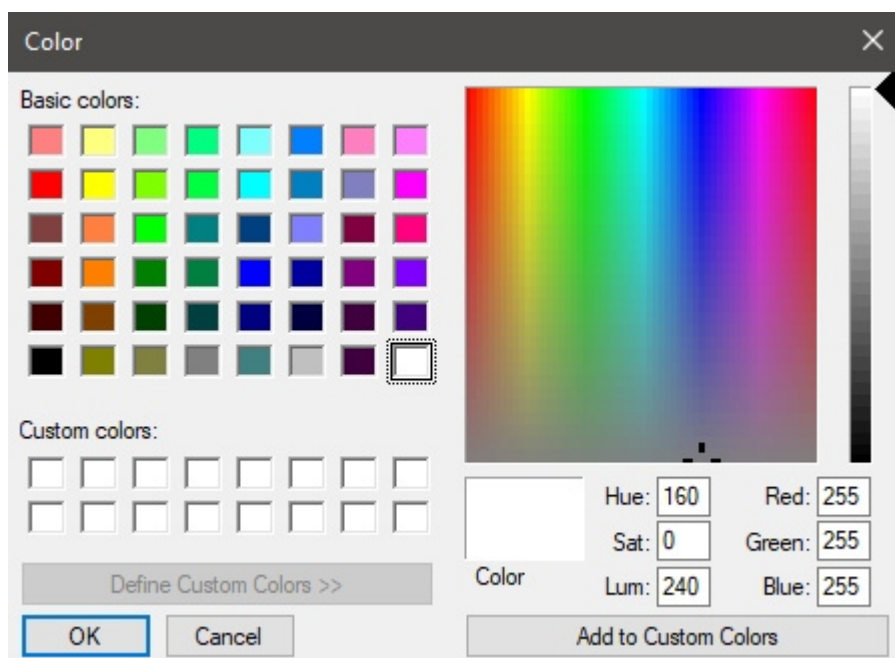 Color
Basic colors:
Custom colors:
Define Custom Colors >>
OK Cancel
Color
Hue: 160 Red: 255
Sat: 0 Green: 255
Lum: 240 Blue: 255
Add to Custom Colors